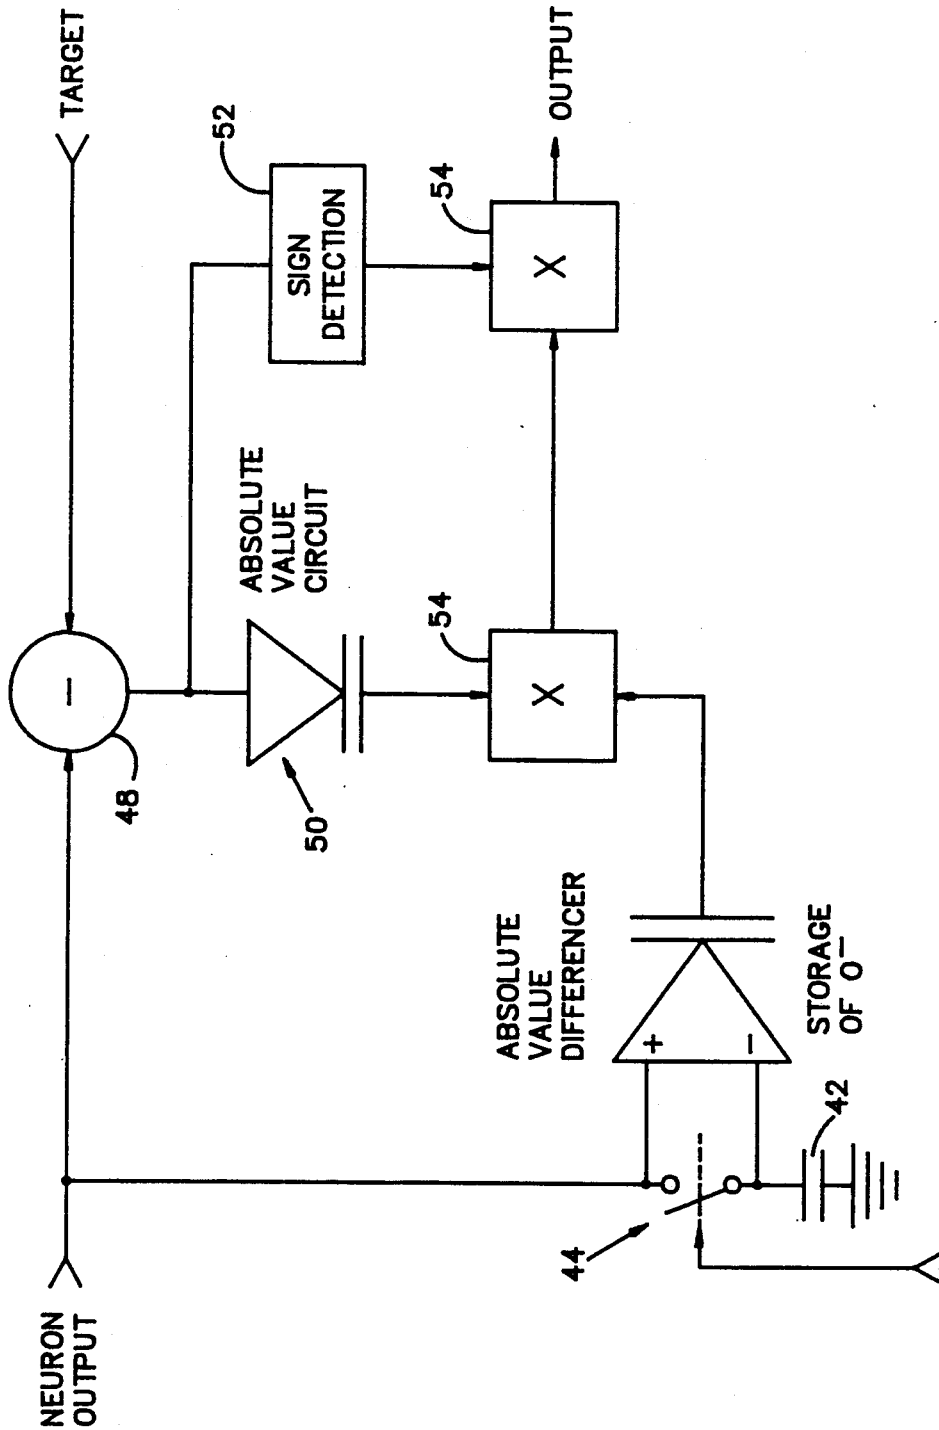 NEURON
OUTPUT
TARGET
−
48
52
SIGN
DETECTION
ABSOLUTE
VALUE
CIRCUIT
50
54
X
54
X
OUTPUT
ABSOLUTE
VALUE
DIFFERENCER
+
−
STORAGE
OF O⁻
44
42